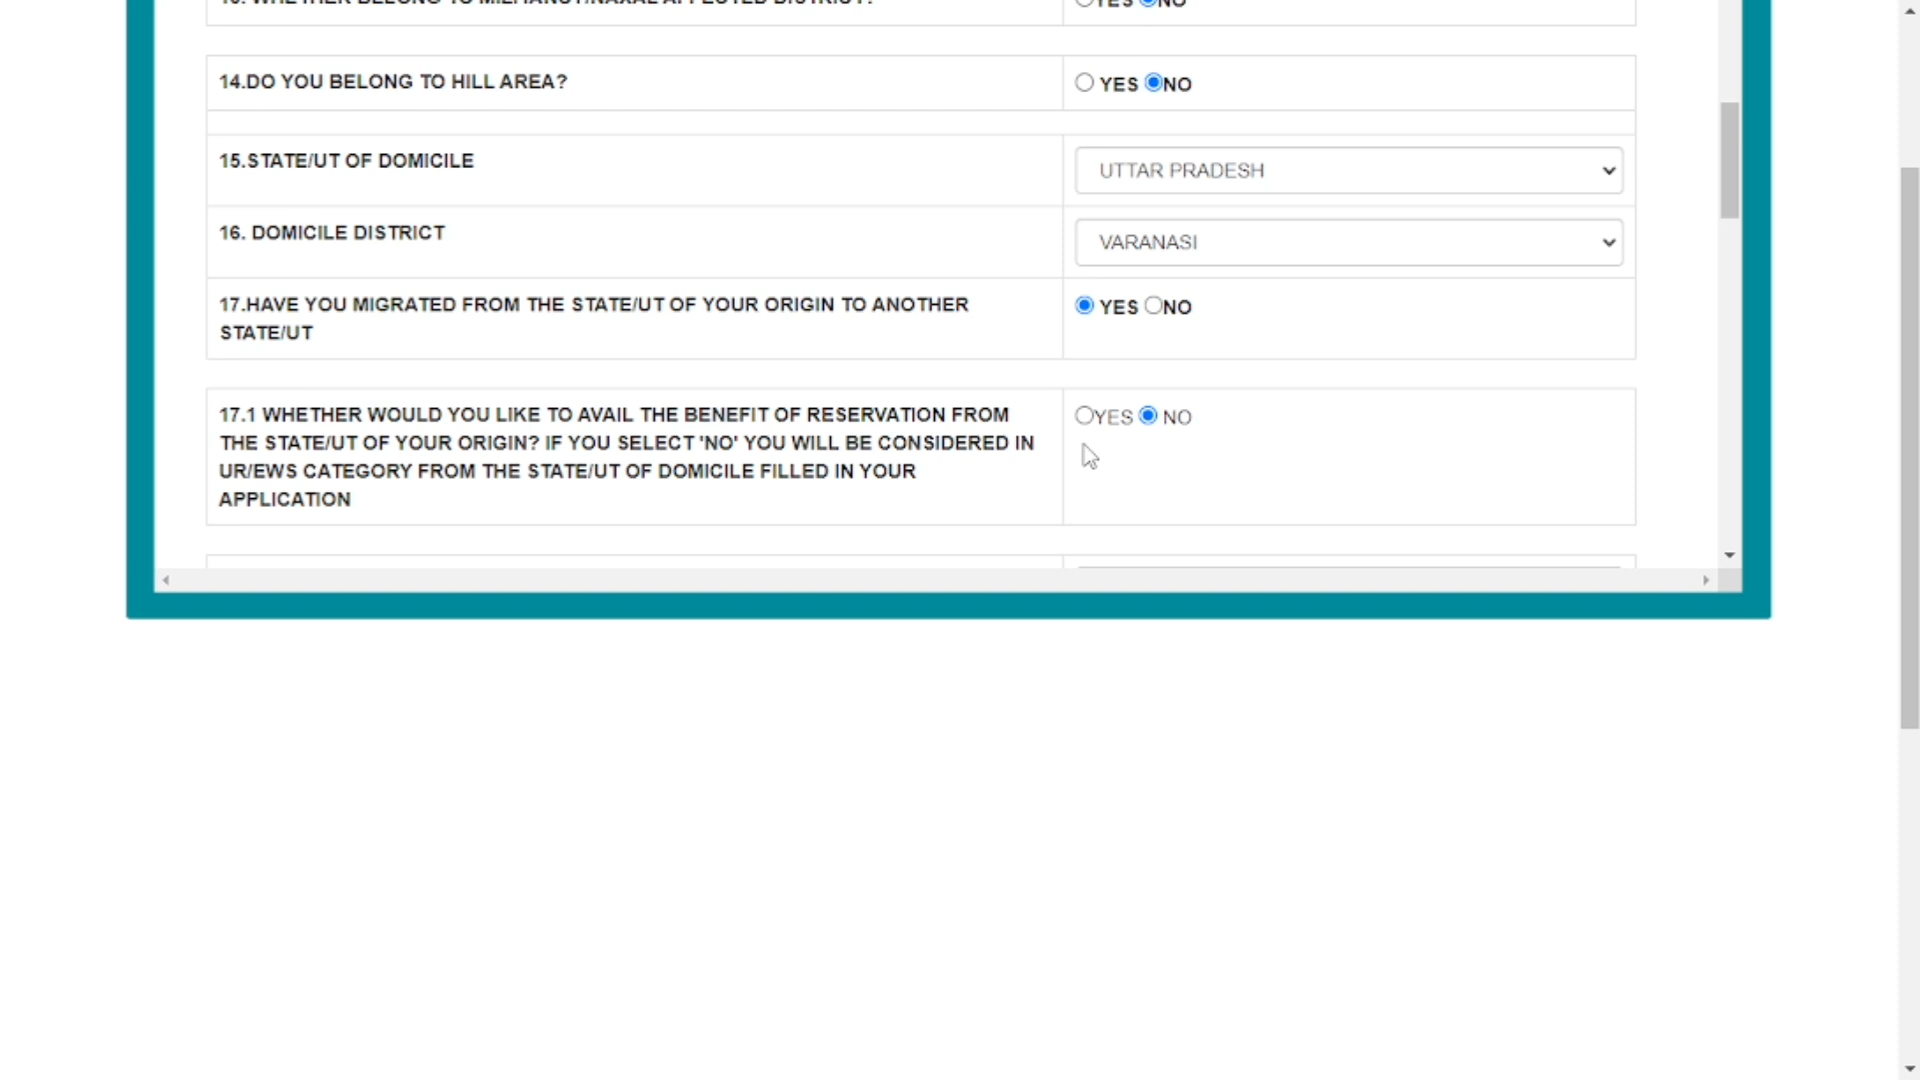 YES NO
14.DO YOU BELONG TO HILL AREA?
YES NO
15.STATE/UT OF DOMICILE
UTTAR PRADESH
16. DOMICILE DISTRICT
VARANASI
17.HAVE YOU MIGRATED FROM THE STATE/UT OF YOUR ORIGIN TO ANOTHER
STATE/UT
YES NO
17.1 WHETHER WOULD YOU LIKE TO AVAIL THE BENEFIT OF RESERVATION FROM
THE STATE/UT OF YOUR ORIGIN? IF YOU SELECT 'NO' YOU WILL BE CONSIDERED IN
UR/EWS CATEGORY FROM THE STATE/UT OF DOMICILE FILLED IN YOUR
APPLICATION
YES NO